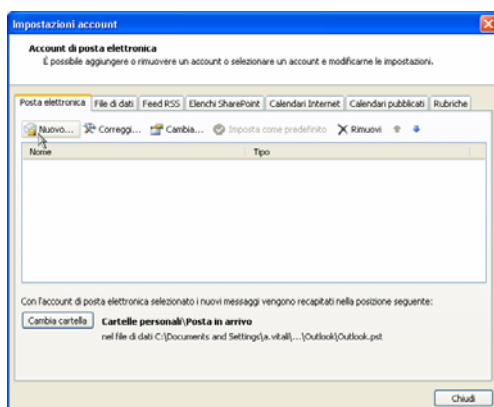 Impostazioni account
Account di posta elettronica
È possibile aggiungere o rimuovere un account o selezionare un account e modificarne le impostazioni.
Posta elettronica File di dati Feed RSS Elenchi SharePoint Calendari Internet Calendari pubblicati Rubriche
Nuovo... Correggi... Cambia... Imposta come predefinito Rimuovi
Nome Tipo
Con l'account di posta elettronica selezionato i nuovi messaggi vengono recapitati nella posizione seguente:
Cambia cartella Cartelle personali\Posta in arrivo
nel file di dati C:\Documents and Settings\a.vitali\...\Outlook\Outlook.pst
Chiudi